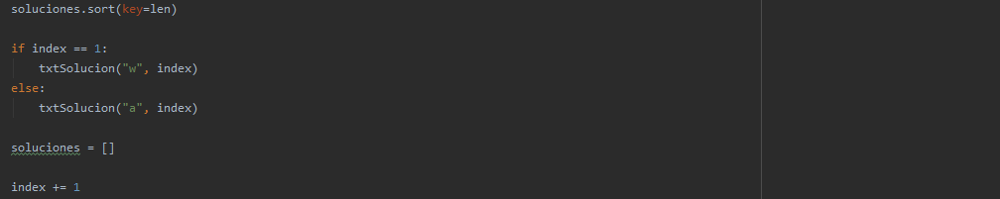 soluciones.sort(key=len)
if index == 1:
txtSolucion("w", index)
else:
txtSolucion("a", index)
soluciones = []
index += 1